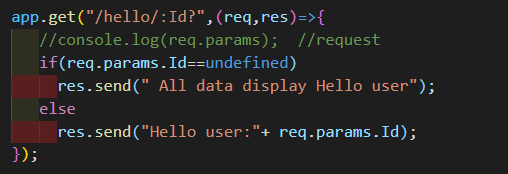 app.get("/hello/:Id?",(req,res)=>{
//console.log(req.params);  //request
if(req.params.Id==undefined)
res.send(" All data display Hello user");
else
res.send("Hello user:"+ req.params.Id);
});